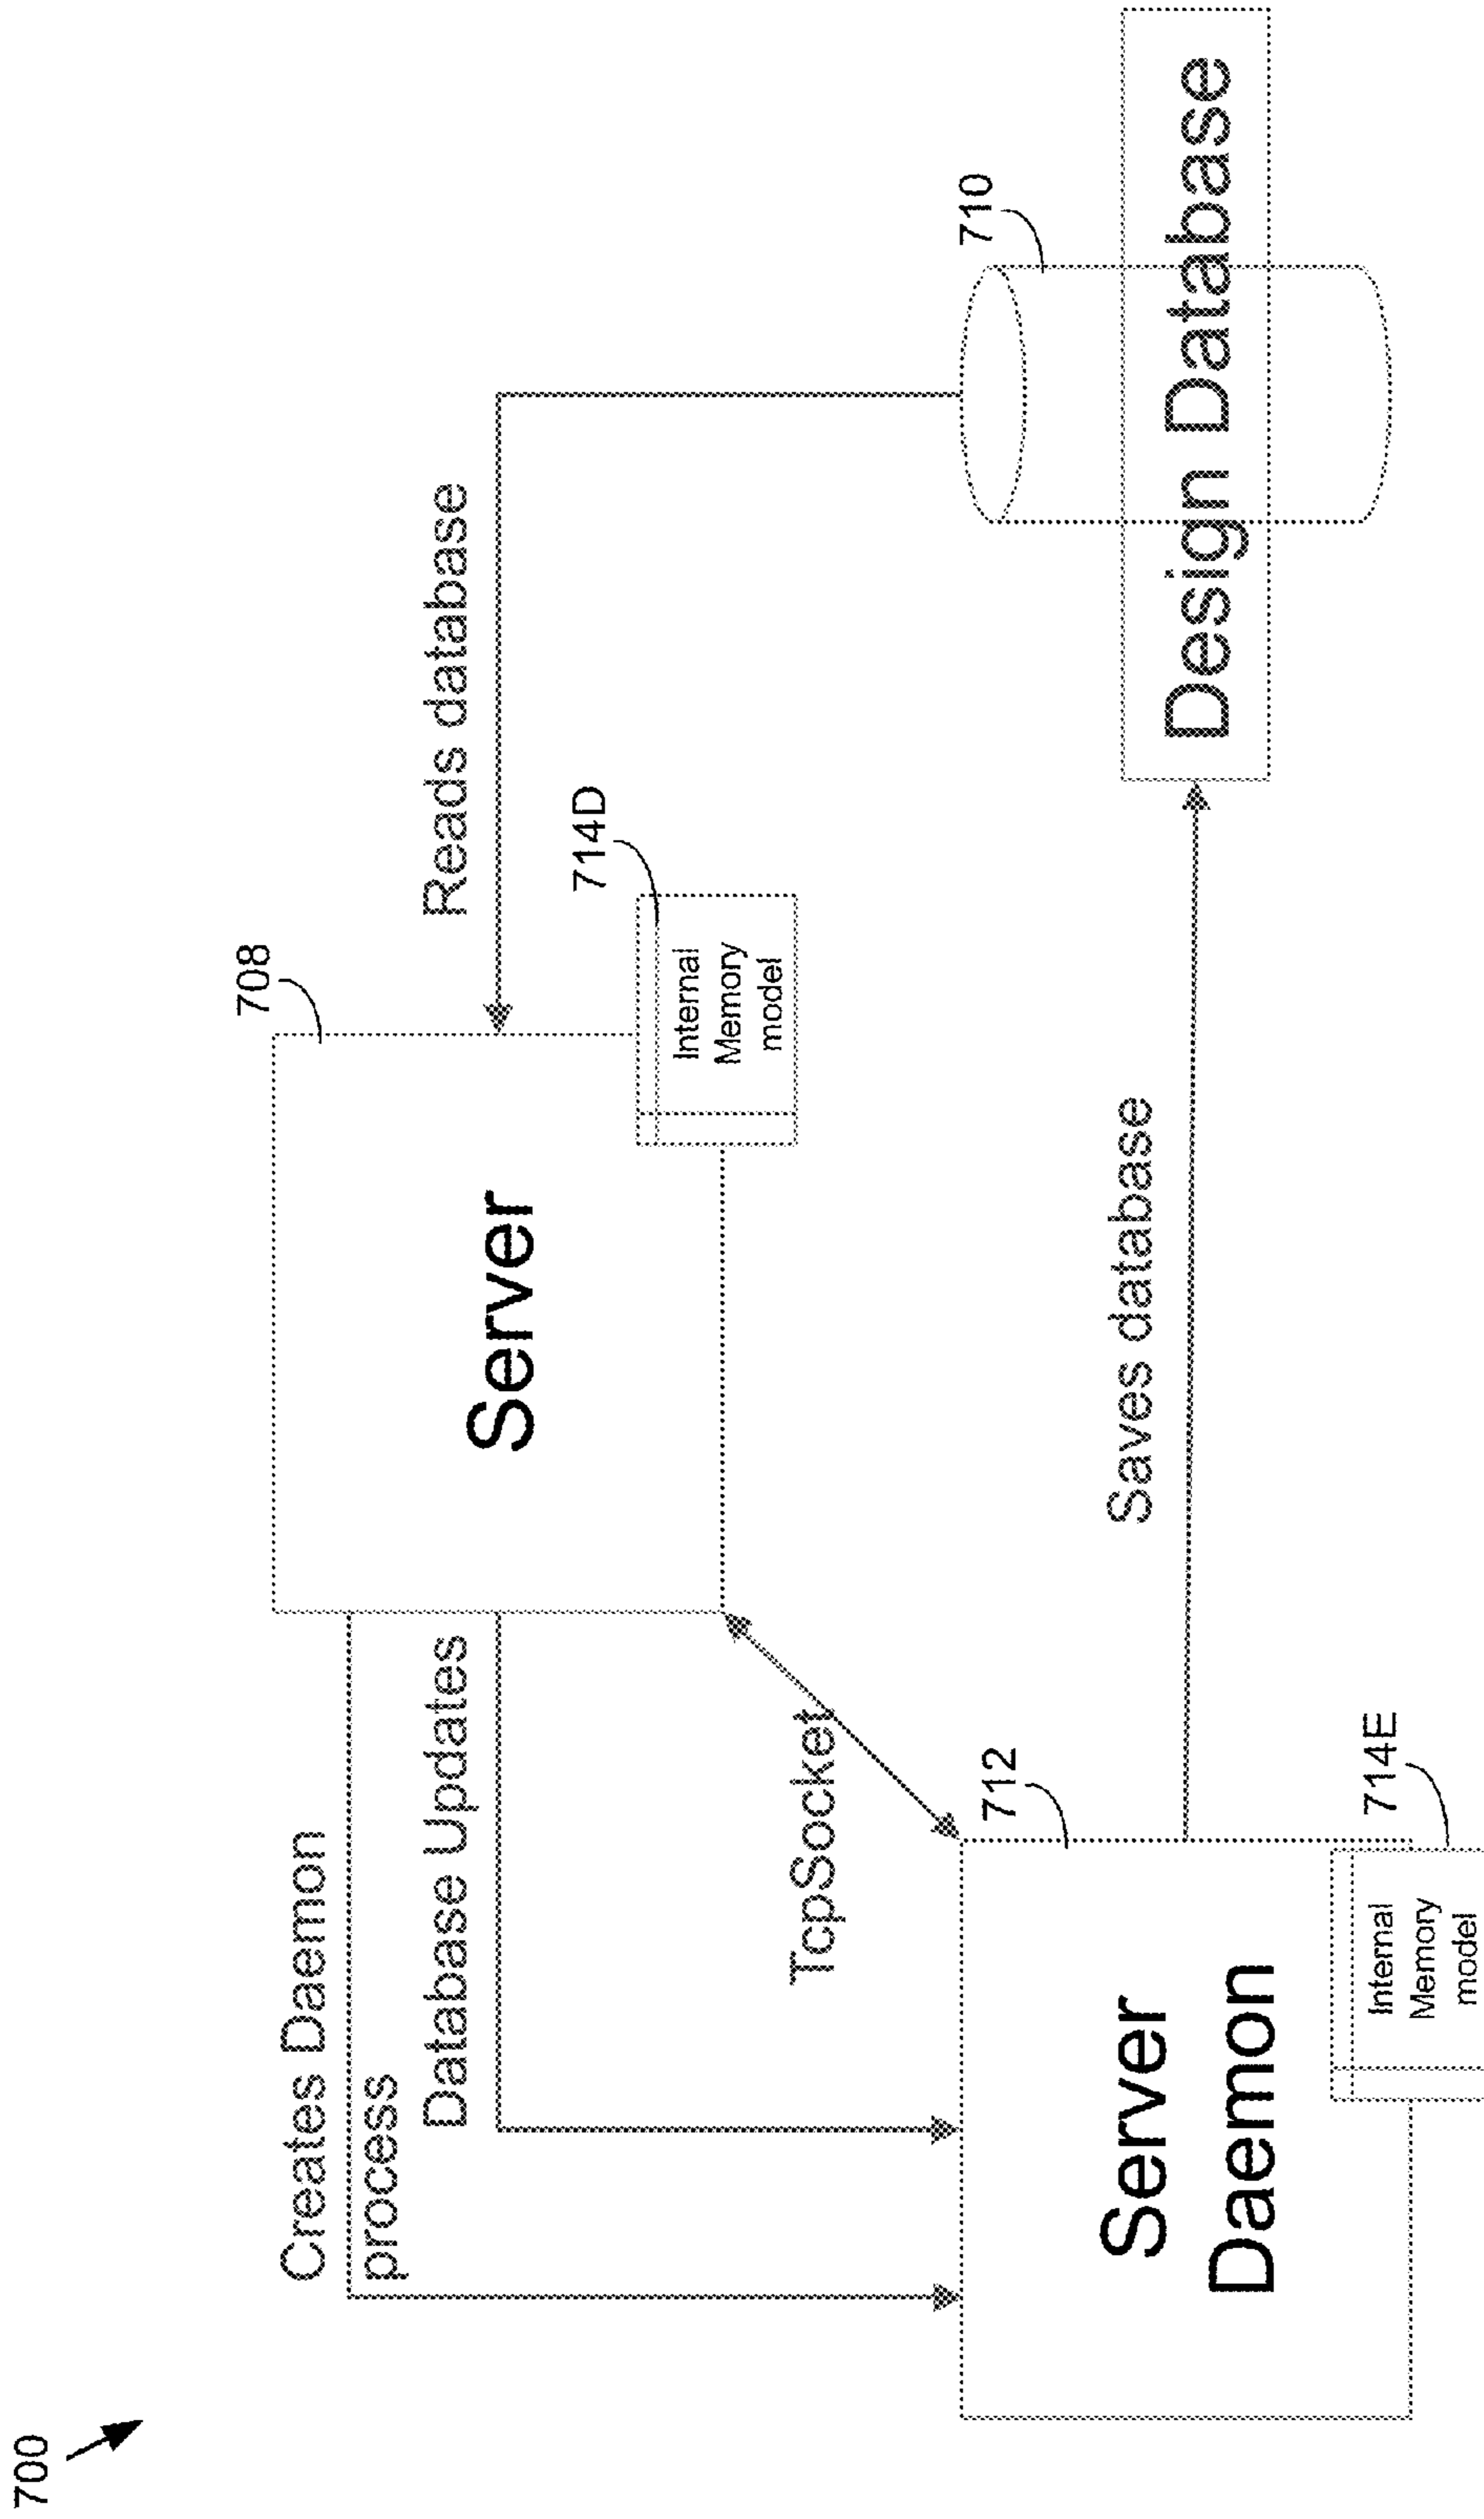 700
708
Server
Reads database
714D
Internal
Memory
model
Creates Daemon
process
Database Updates
TcpSocket
712
Server
Daemon
714E
Internal
Memory
model
Saves database
710
Design Database